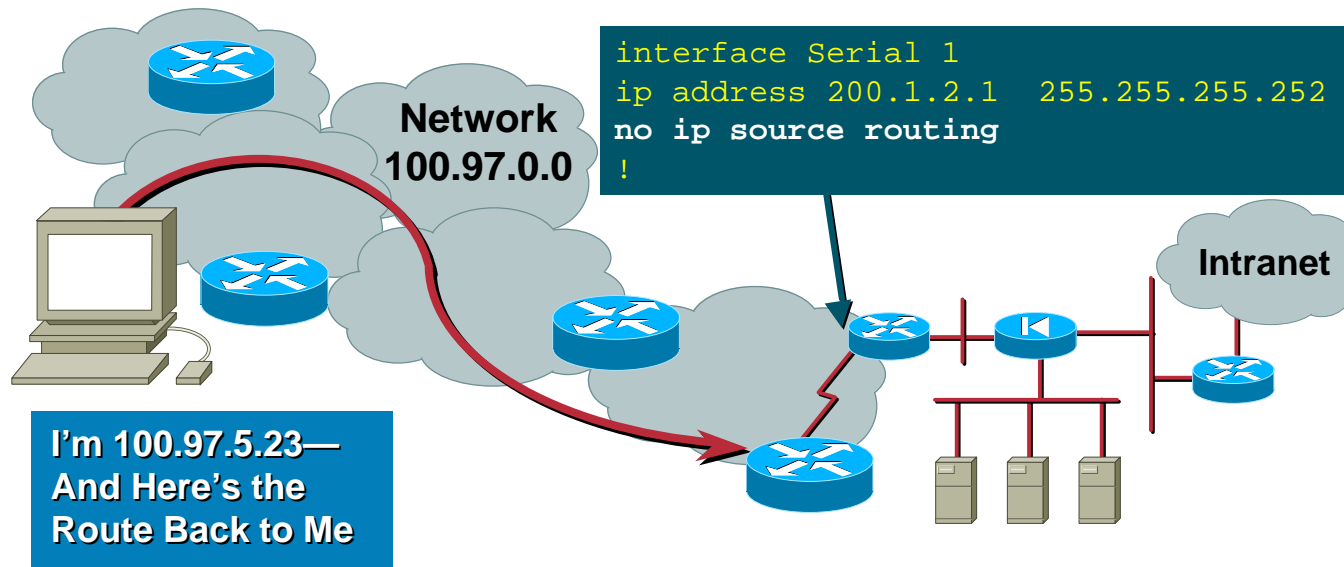 interface Serial 1
ip address 200.1.2.1 255.255.255.252
no ip source routing
!
Network
100.97.0.0
Intranet
I'm 100.97.5.23—
And Here's the
Route Back to Me